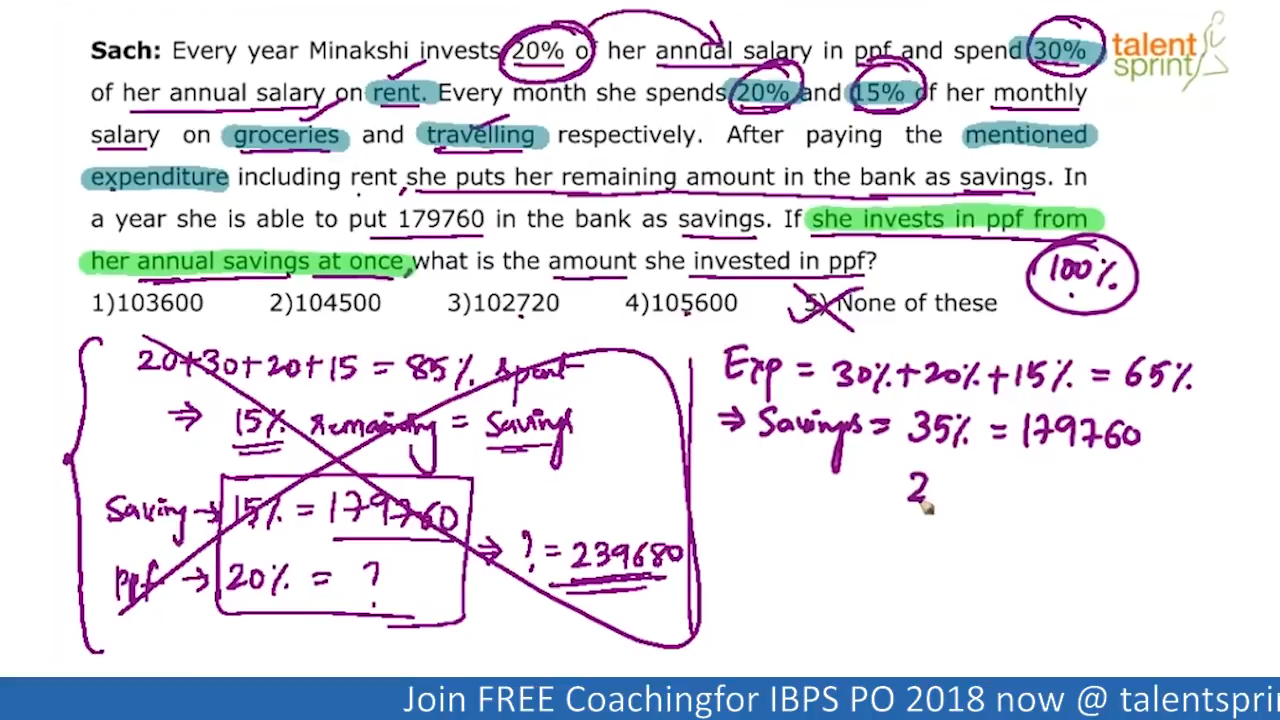 Sach: Every year Minakshi invests 20% of her annual salary in ppf and spend 30%
of her annual salary on rent. Every month she spends 20% and 15% of her monthly
salary on groceries and travelling respectively. After paying the mentioned
expenditure including rent she puts her remaining amount in the bank as savings. In
a year she is able to put 179760 in the bank as savings. If she invests in ppf from
her annual savings at once, what is the amount she invested in ppf?
1)103600 2)104500 3)102720 4)105600 5) None of these
talent
sprint
100%
20+30+20+15 = 85% spent
⇒ 15% remaining = Savings
Saving → 15% = 179760
ppf → 20% = ?
⇒ ? = 239680
Exp = 30%+20%+15% = 65%
⇒ Savings = 35% = 179760
2
Join FREE Coachingfor IBPS PO 2018 now @ talentspri